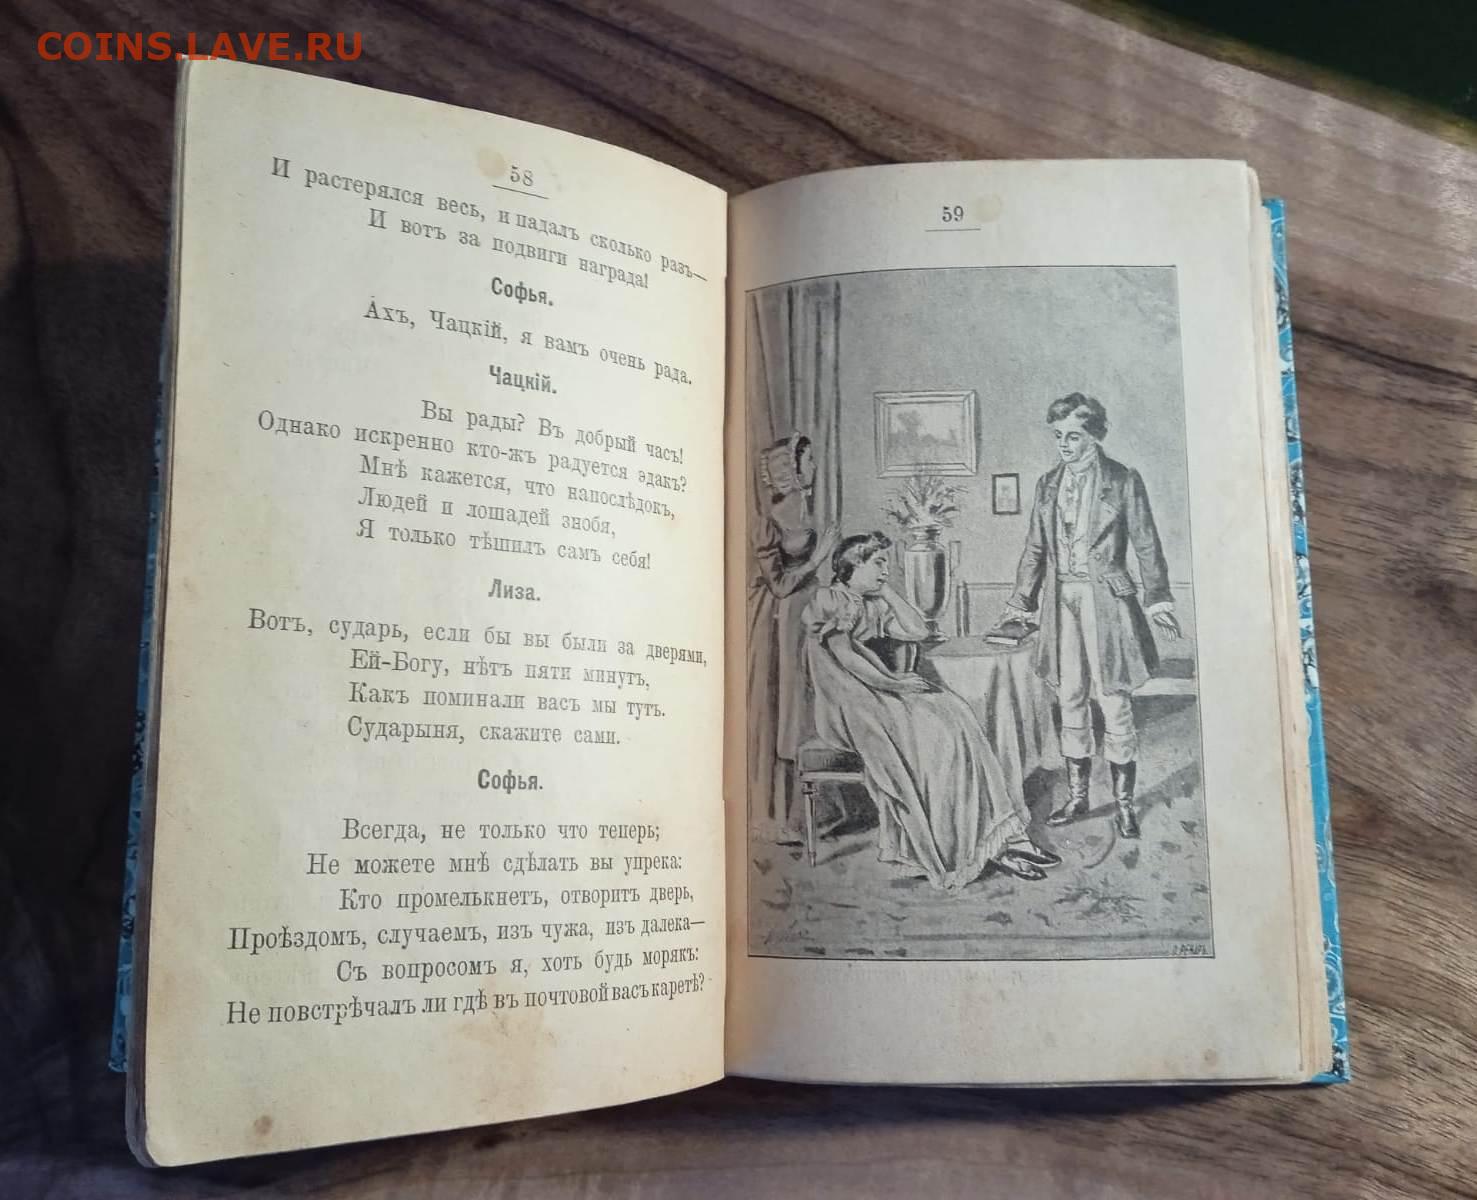 COINS.LAVE.RU
58
И растерялся весь, и падалъ сколько разъ—
И вотъ за подвиги награда!
Софья.
Ахъ, Чацкій, я вамъ очень рада.
Чацкій.
Вы рады? Въ добрый часъ!
Однако искренно кто-жъ радуется эдакъ?
Мнѣ кажется, что напослѣдокъ,
Людей и лошадей знобя,
Я только тѣшилъ самъ себя!
Лиза.
Вотъ, сударь, если бы вы были за дверями,
Ей-Богу, нѣтъ пяти минутъ,
Какъ поминали васъ мы тутъ.
Сударыня, скажите сами.
Софья.
Всегда, не только что теперь;
Не можете мнѣ сдѣлать вы упрека:
Кто промелькнетъ, отворитъ дверь,
Проѣздомъ, случаемъ, изъ чужа, изъ далека—
Съ вопросомъ я, хоть будь морякъ:
Не повстрѣчалъ ли гдѣ въ почтовой васъ каретѣ?
59